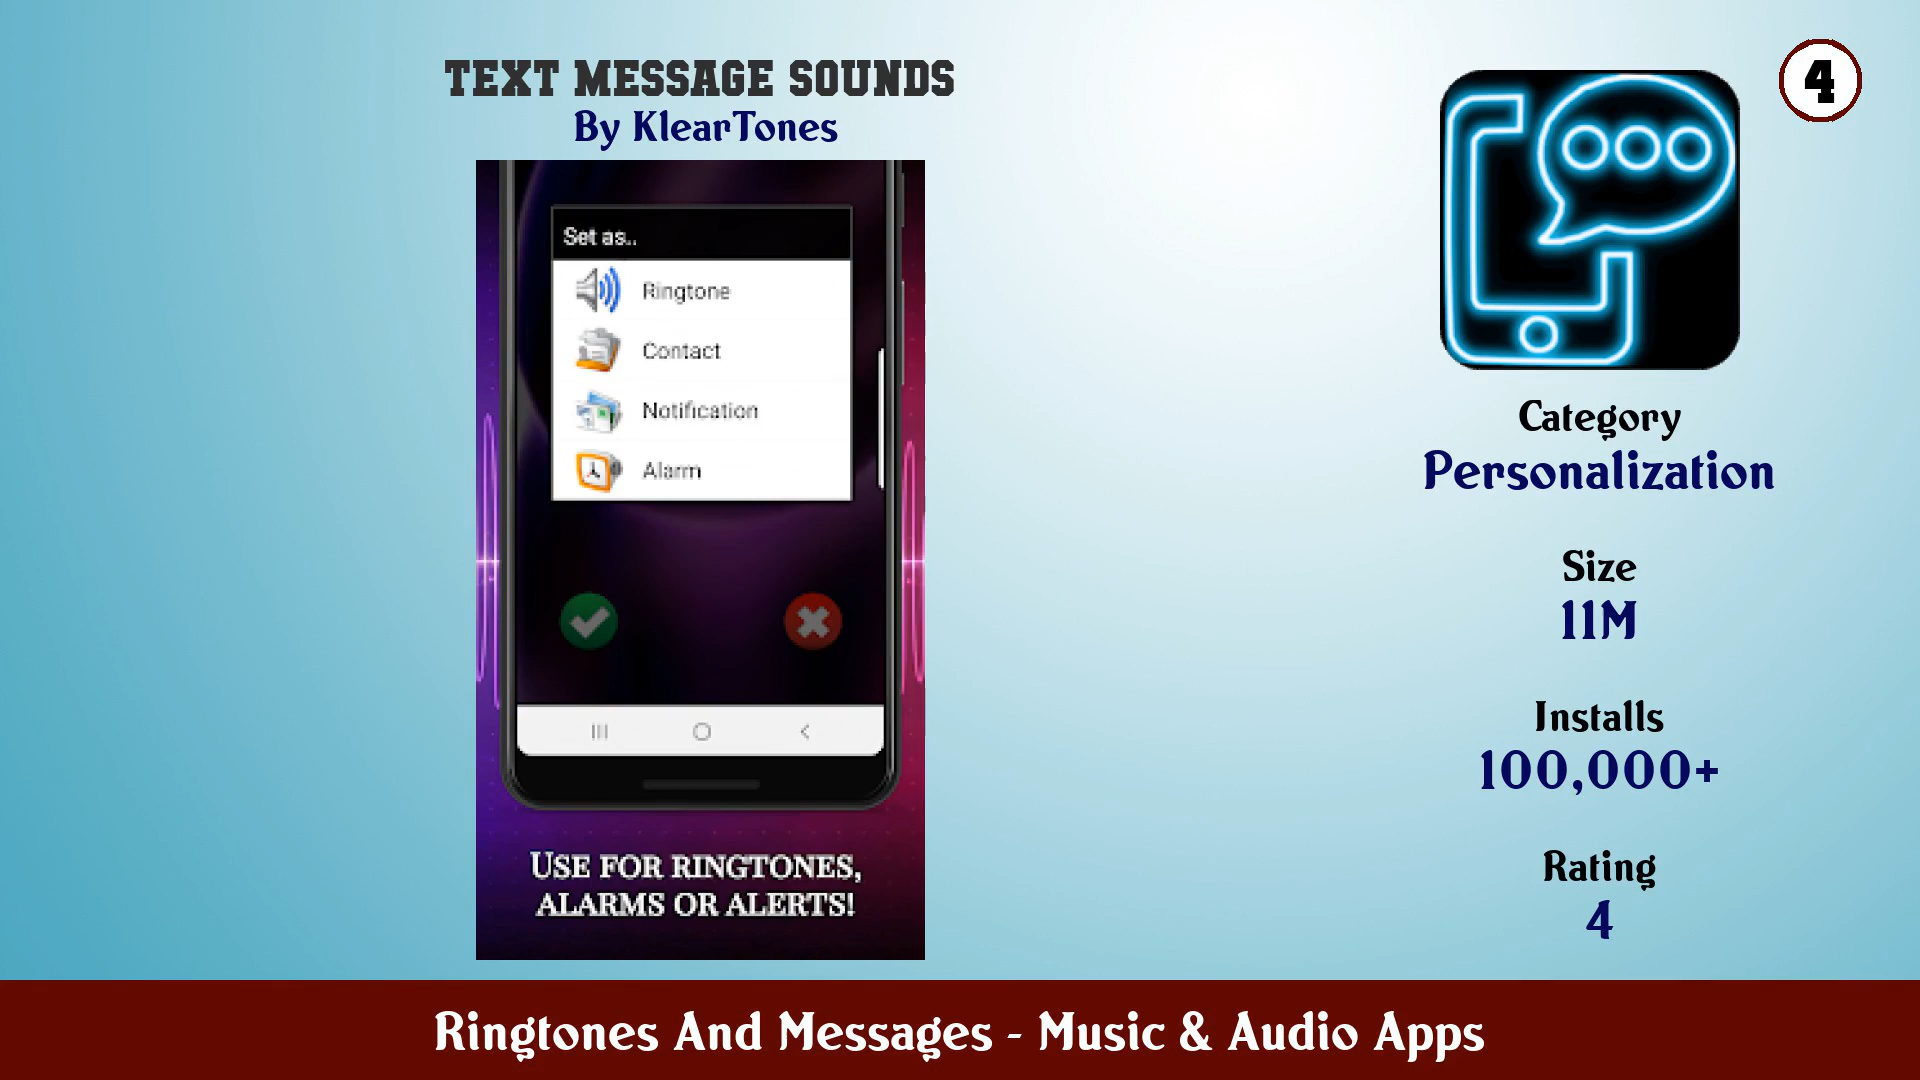 TEXT MESSAGE SOUNDS
By KlearTones
4
Set as..
Ringtone
Contact
Notification
Alarm
USE FOR RINGTONES,
ALARMS OR ALERTS!
Category
Personalization
Size
11M
Installs
100,000+
Rating
4
Ringtones And Messages - Music & Audio Apps